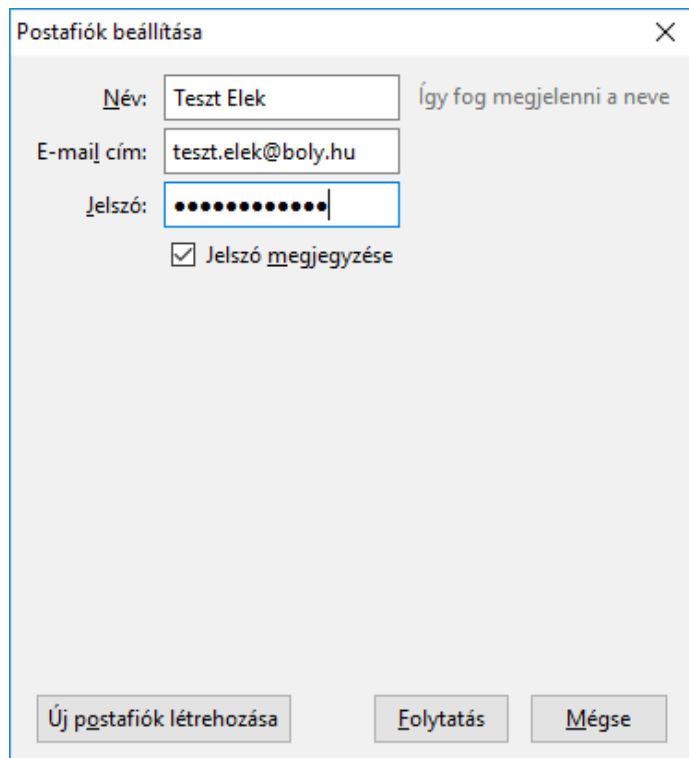 Postafiók beállítása
Név: Teszt Elek Így fog megjelenni a neve
E-mail cím: teszt.elek@boly.hu
Jelszó: ●●●●●●●●●●●●
Jelszó megjegyzése
Új postafiók létrehozása Folytatás Mégse